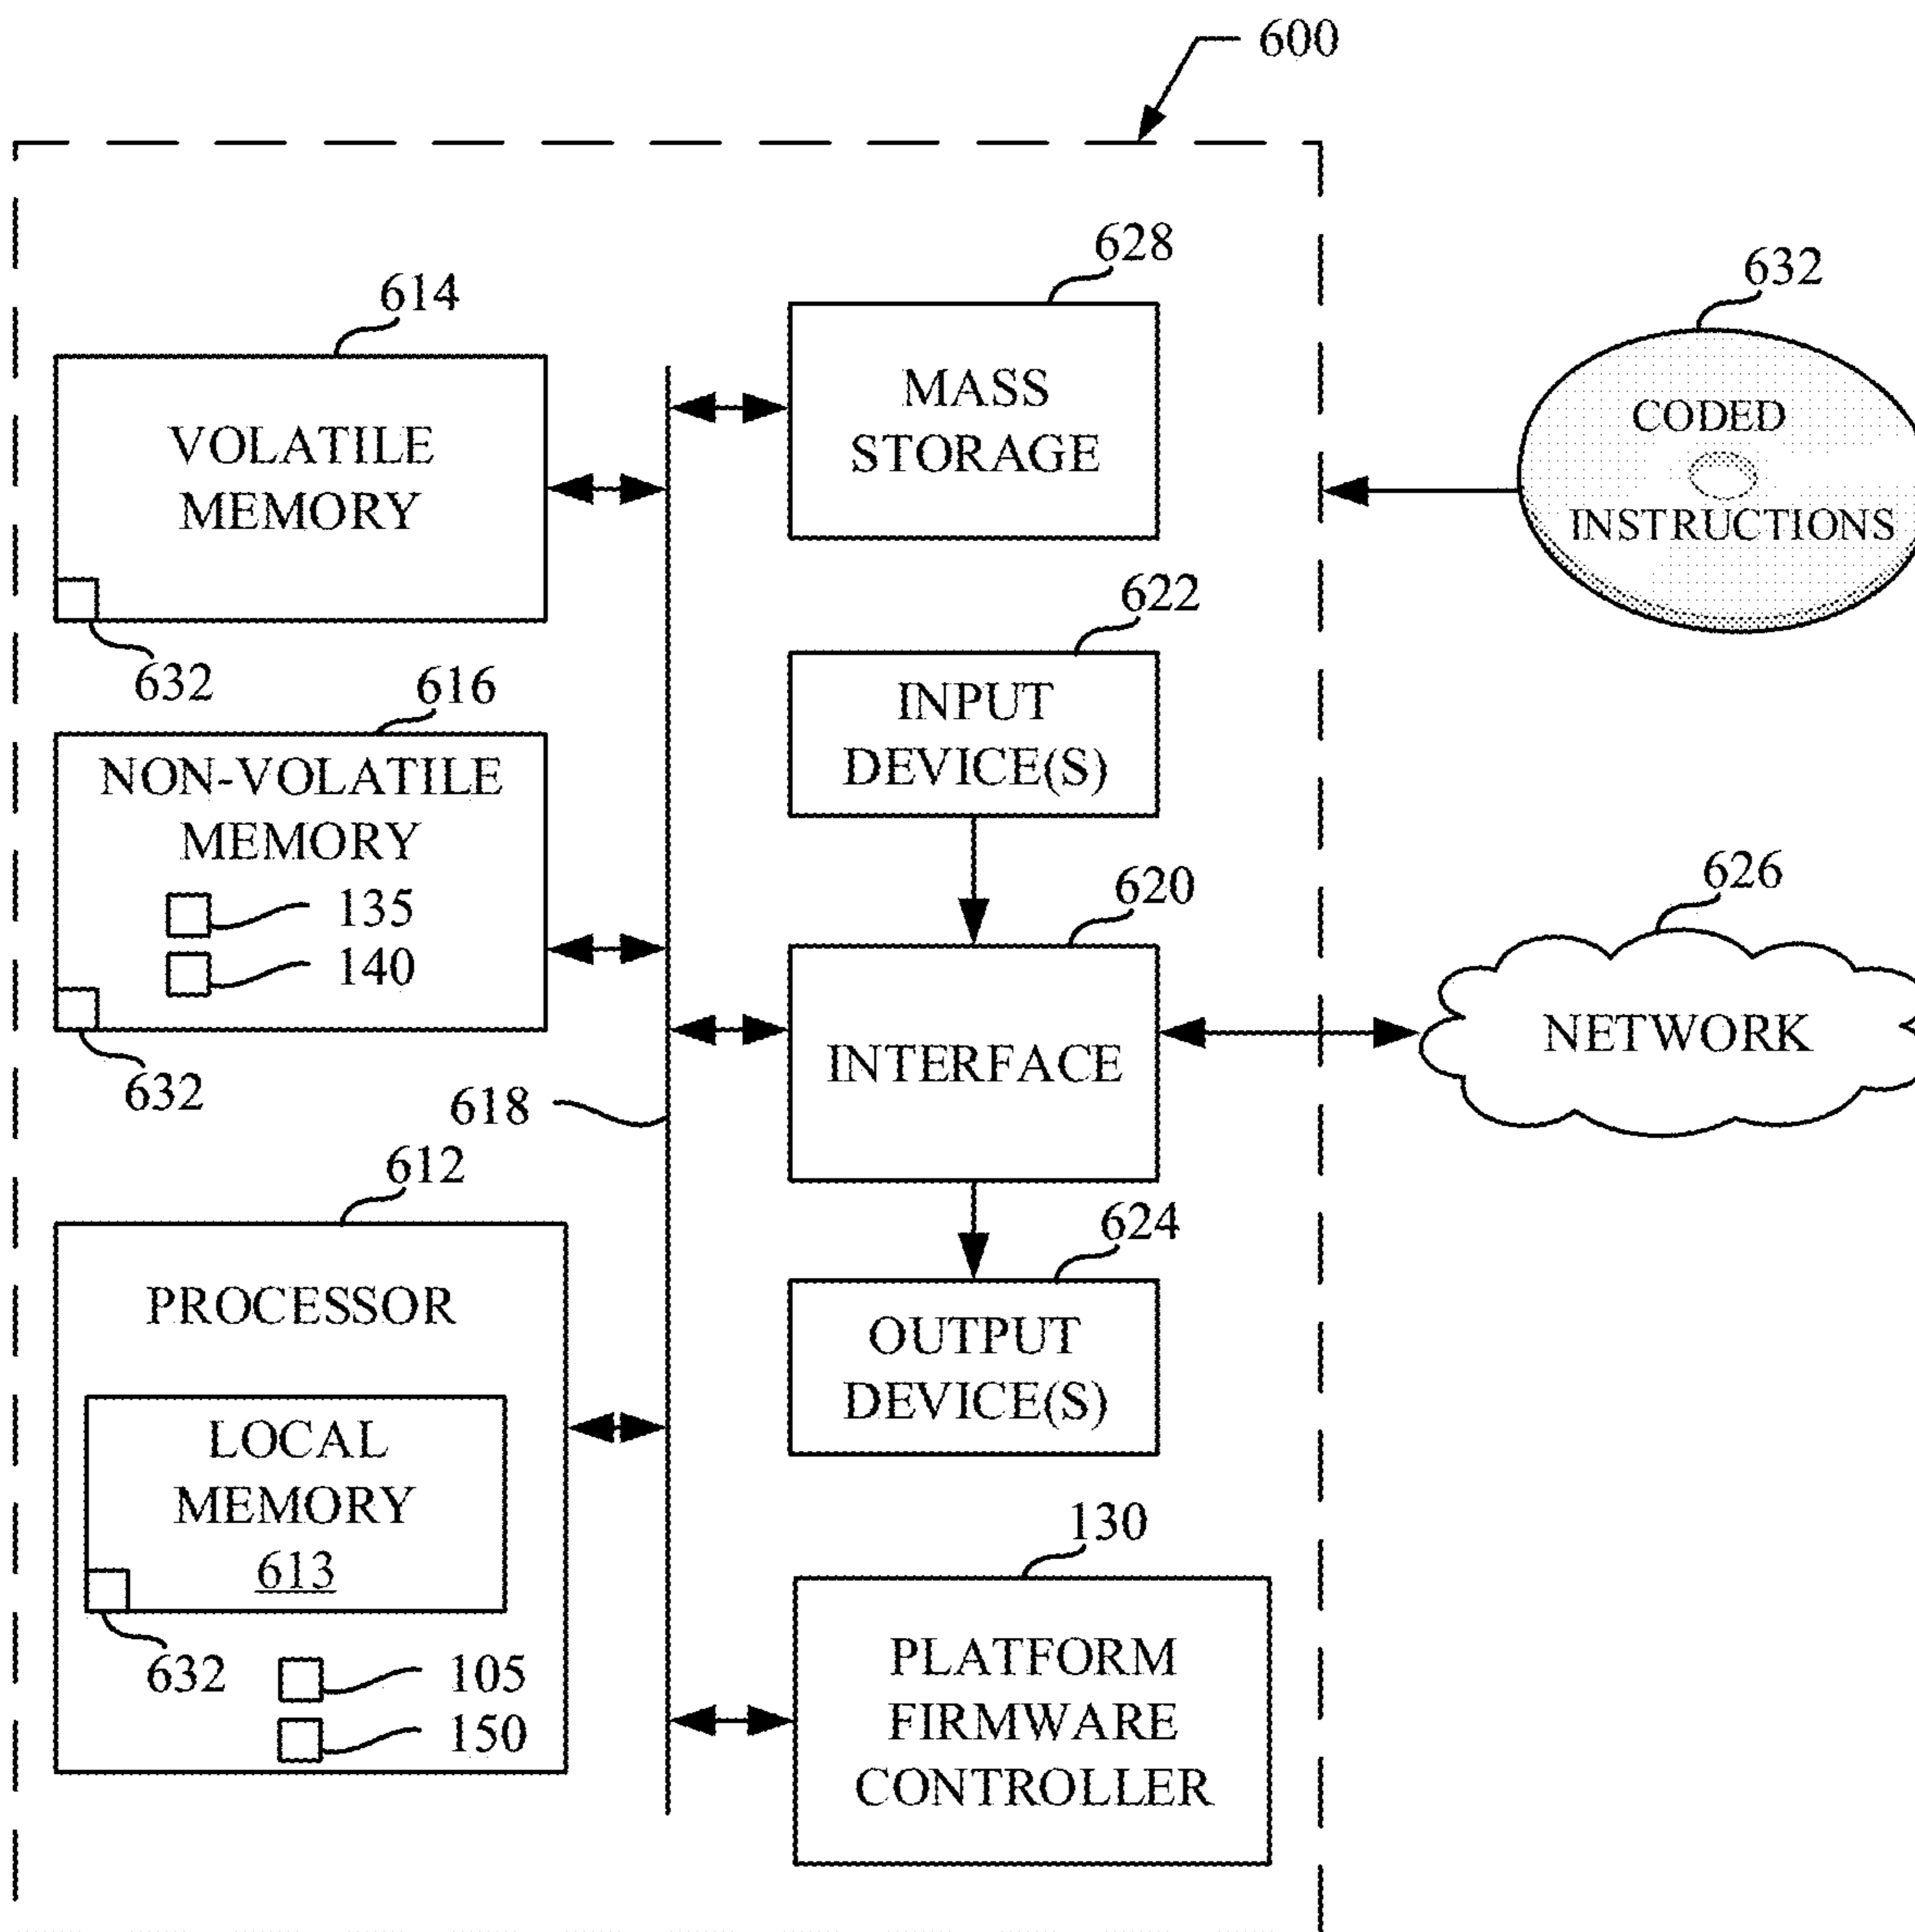 600
614
VOLATILE
MEMORY
632
616
NON-VOLATILE
MEMORY
135
140
632
618
612
PROCESSOR
LOCAL
MEMORY
613
632
105
150
628
MASS
STORAGE
622
INPUT
DEVICE(S)
620
INTERFACE
624
OUTPUT
DEVICE(S)
130
PLATFORM
FIRMWARE
CONTROLLER
632
CODED
INSTRUCTIONS
626
NETWORK